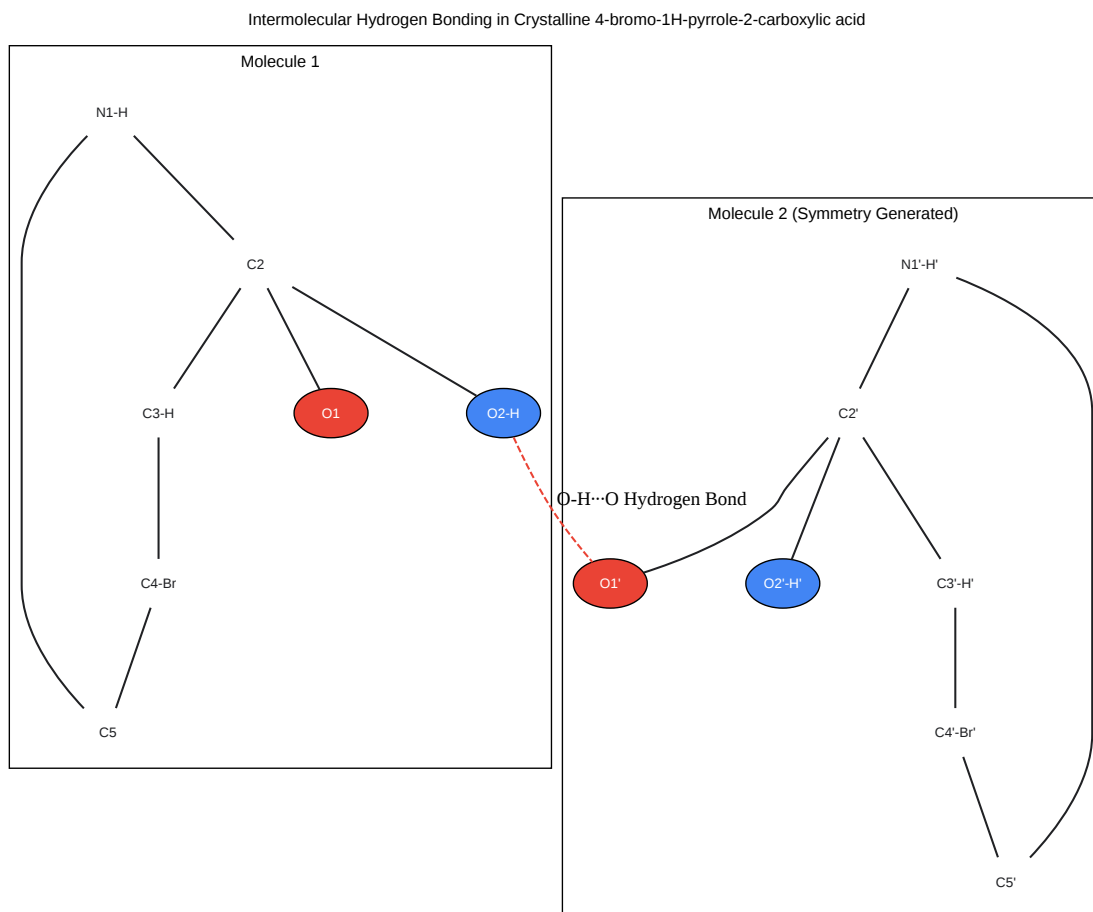 Intermolecular Hydrogen Bonding in Crystalline 4-bromo-1H-pyrrole-2-carboxylic acid
Molecule 1
N1-H
C2
C3-H
O1
O2-H
C4-Br
C5
O-H···O Hydrogen Bond
Molecule 2 (Symmetry Generated)
N1'-H'
C2'
O1'
O2'-H'
C3'-H'
C4'-Br'
C5'